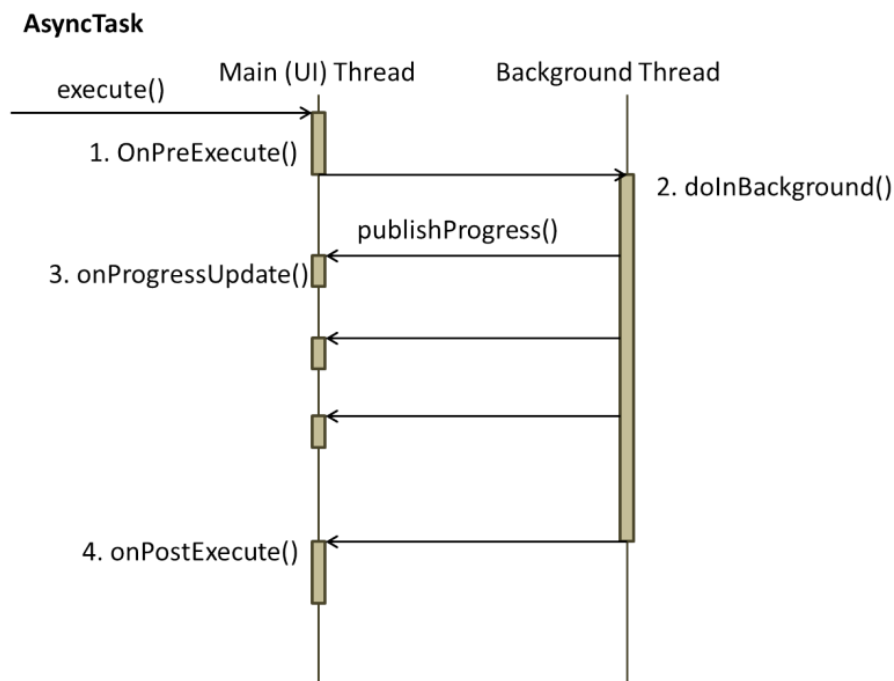 AsyncTask
Main (UI) Thread
Background Thread
execute()
1. OnPreExecute()
2. doInBackground()
publishProgress()
3. onProgressUpdate()
4. onPostExecute()